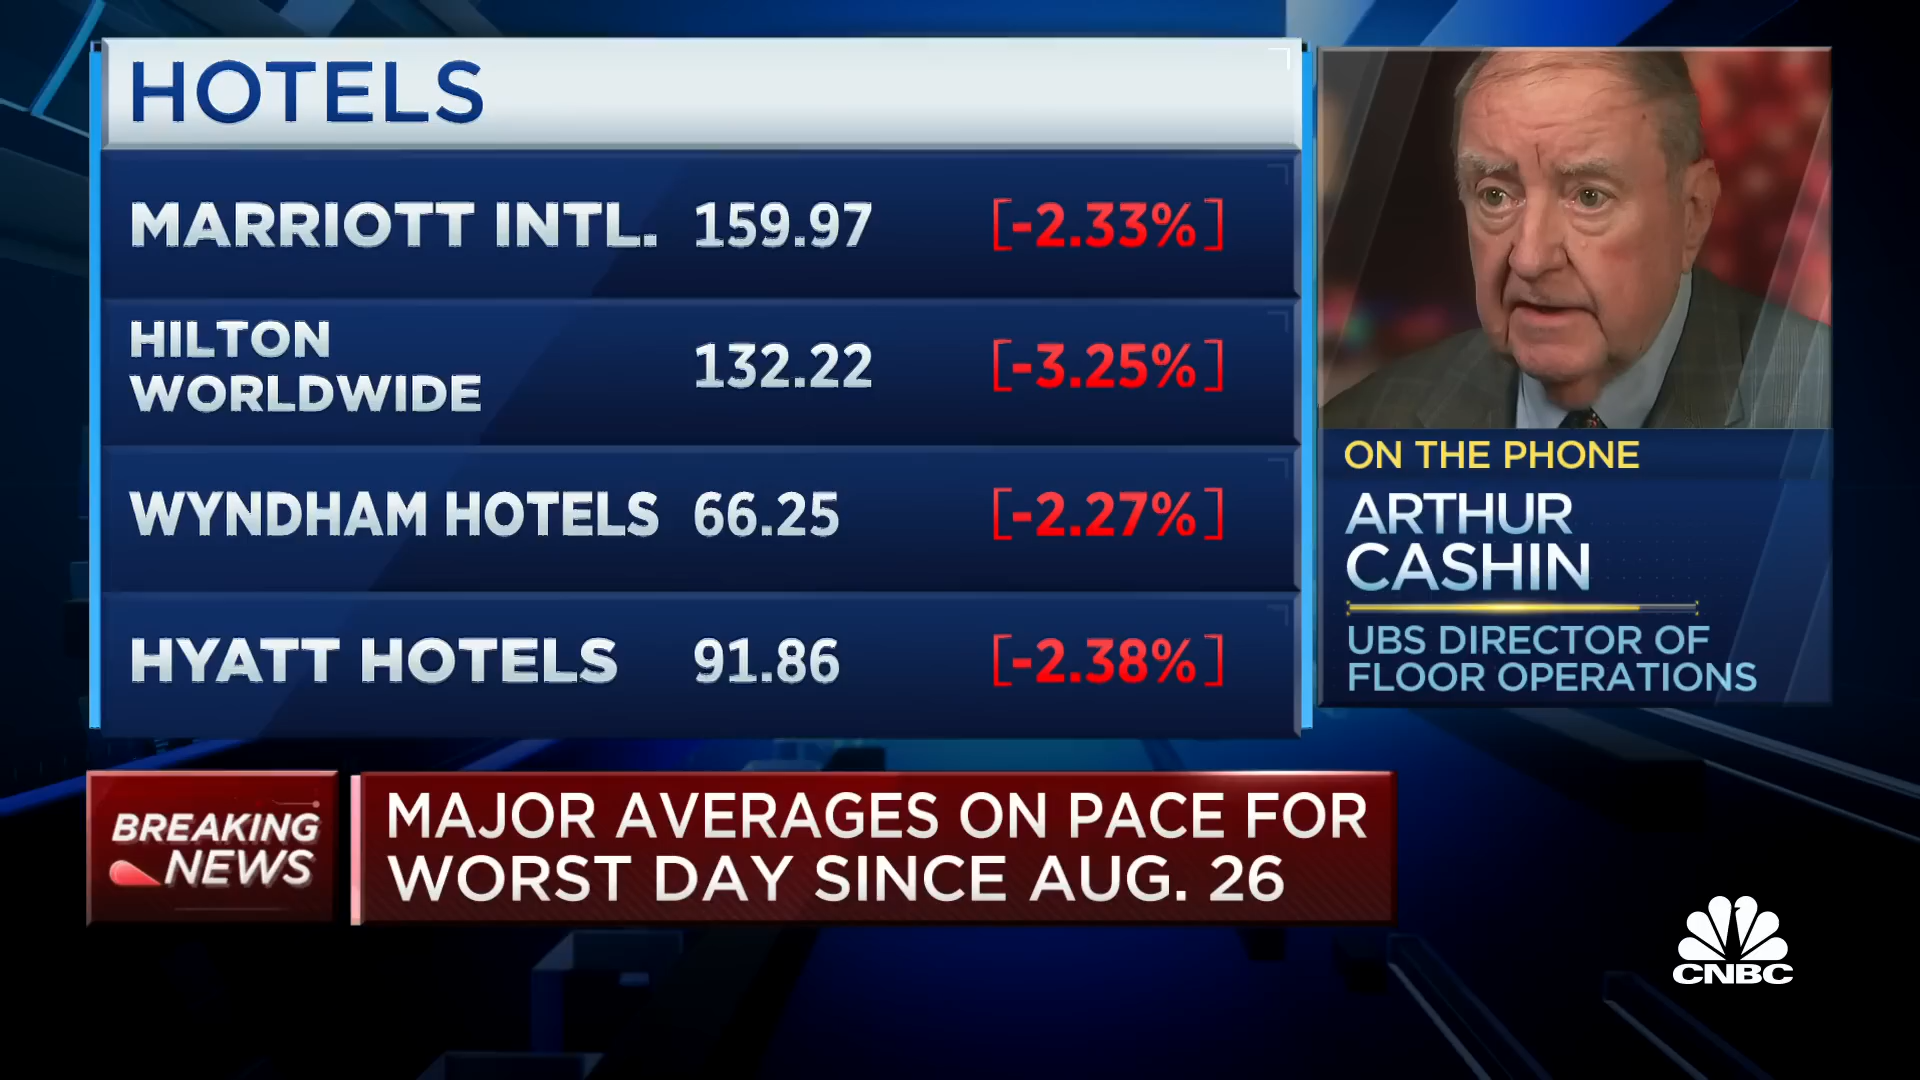 HOTELS
MARRIOTT INTL. 159.97 [-2.33%]
HILTON
WORLDWIDE 132.22 [-3.25%]
WYNDHAM HOTELS 66.25 [-2.27%]
HYATT HOTELS 91.86 [-2.38%]
ON THE PHONE
ARTHUR
CASHIN
UBS DIRECTOR OF
FLOOR OPERATIONS
BREAKING
NEWS
MAJOR AVERAGES ON PACE FOR
WORST DAY SINCE AUG. 26
CNBC